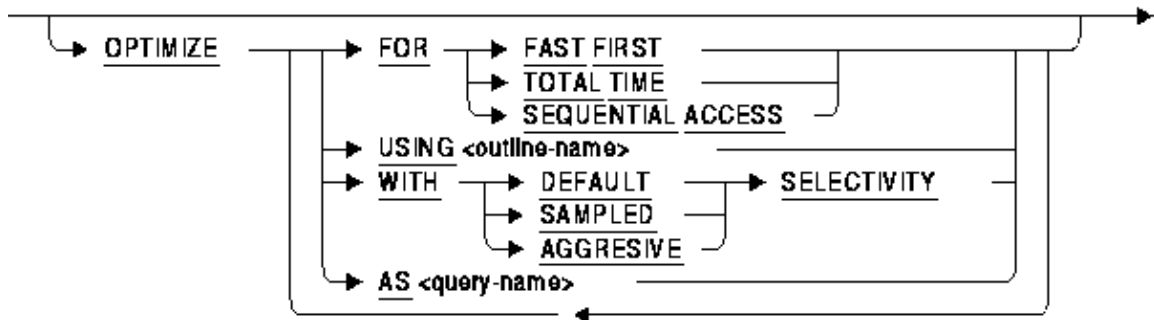 OPTIMIZE FOR FAST FIRST
TOTAL TIME
SEQUENTIAL ACCESS
USING <outline-name>
WITH DEFAULT SELECTIVITY
SAMPLED
AGGRESIVE
AS <query-name>